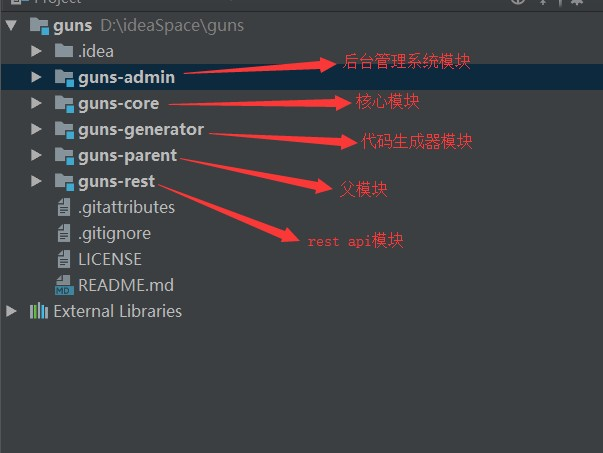 Project
guns D:\ideaSpace\guns
.idea
guns-admin 后台管理系统模块
guns-core 核心模块
guns-generator 代码生成器模块
guns-parent 父模块
guns-rest rest api模块
.gitattributes
.gitignore
LICENSE
MD README.md
External Libraries